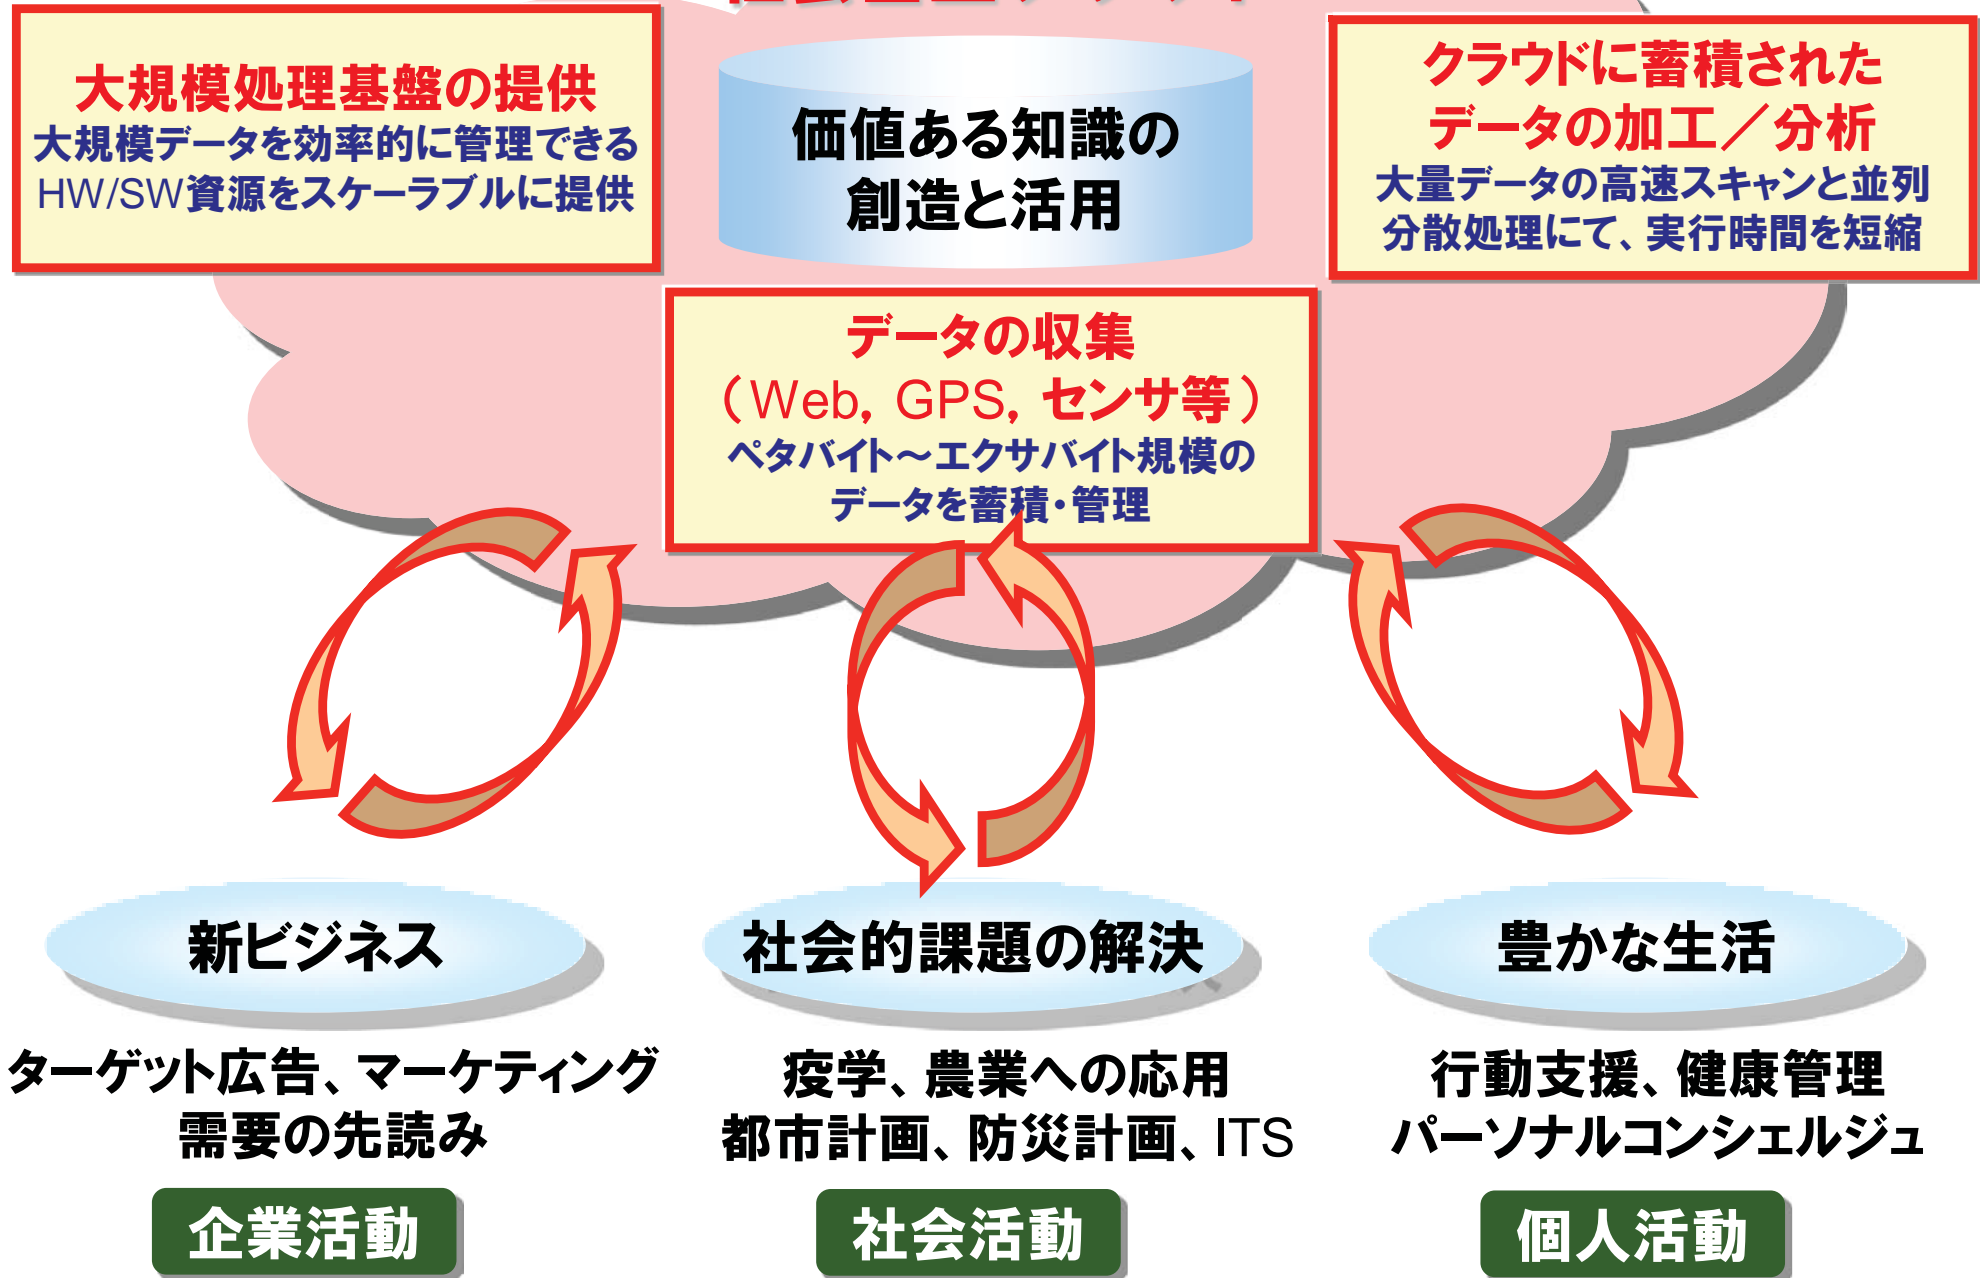 大規模処理基盤の提供
大規模データを効率的に管理できる
HW/SW資源をスケーラブルに提供
価値ある知識の
創造と活用
クラウドに蓄積された
データの加工／分析
大量データの高速スキャンと並列
分散処理にて、実行時間を短縮
データの収集
（Web, GPS, センサ等）
ペタバイト～エクサバイト規模の
データを蓄積・管理
新ビジネス
ターゲット広告、マーケティング
需要の先読み
企業活動
社会的課題の解決
疫学、農業への応用
都市計画、防災計画、ITS
社会活動
豊かな生活
行動支援、健康管理
パーソナルコンシェルジュ
個人活動